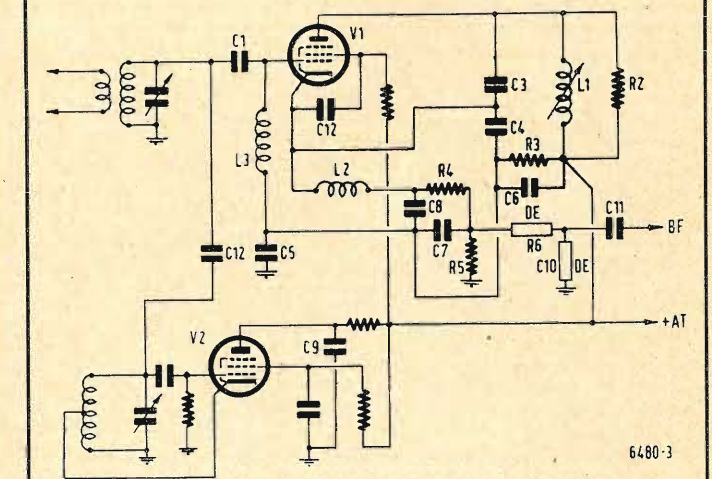 V1
C1
C3
L1
R2
C12
C4
L3
R3
L2
R4
C6
C8
DE
C11
C12
C5
C7
BF
R5
R6
C10
DE
+AT
V2
C9
6480-3